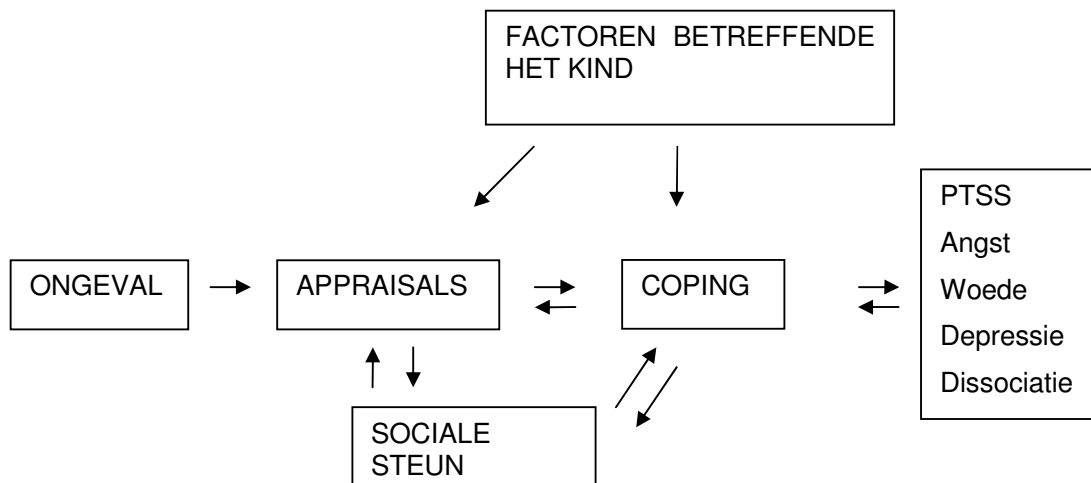 FACTOREN BETREFFENDE
HET KIND
ONGEVAL
APPRAISALS
COPING
PTSS
Angst
Woede
Depressie
Dissociatie
SOCIALE
STEUN